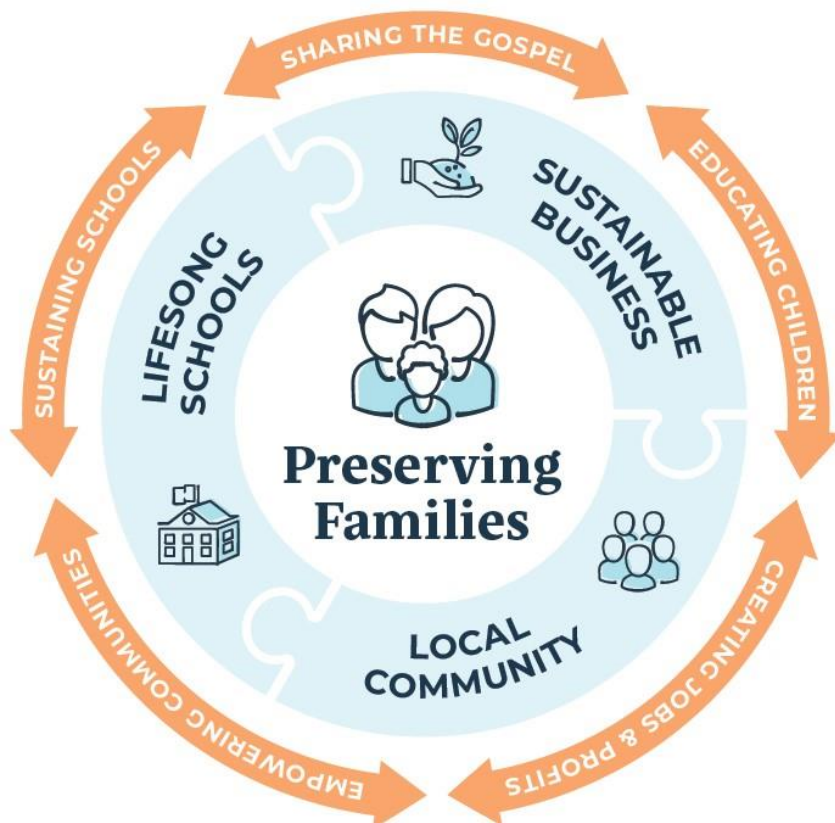 SHARING THE GOSPEL
EDUCATING CHILDREN
CREATING JOBS & PROFITS
EMPOWERING COMMUNITIES
SUSTAINING SCHOOLS
SUSTAINABLE
BUSINESS
LOCAL
COMMUNITY
LIFESONG
SCHOOLS
Preserving
Families